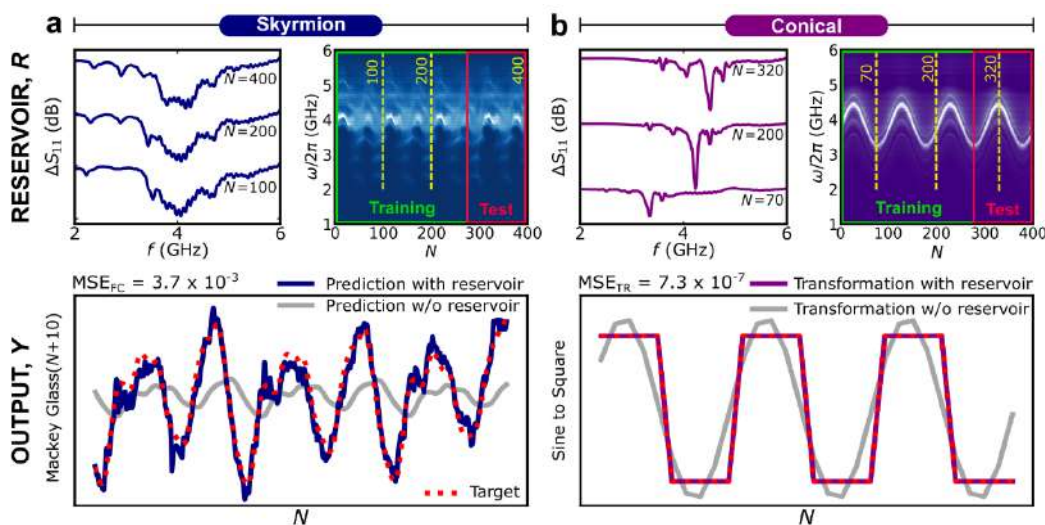 a
Skyrmion
b
Conical
RESERVOIR, R
ΔS₁₁ (dB)
N=400
N=200
N=100
2
4
6
f (GHz)
ω/2π (GHz)
6
5
4
3
2
1
100
200
400
Training
Test
0
100
200
300
400
N
ΔS₁₁ (dB)
N=320
N=200
N=70
2
4
6
f (GHz)
ω/2π (GHz)
6
5
4
3
2
1
70
200
320
Training
Test
0
100
200
300
400
N
OUTPUT, Y
MSE_FC = 3.7 x 10⁻³
Prediction with reservoir
Prediction w/o reservoir
Mackey Glass(N+10)
Target
N
MSE_TR = 7.3 x 10⁻⁷
Transformation with reservoir
Transformation w/o reservoir
Sine to Square
N